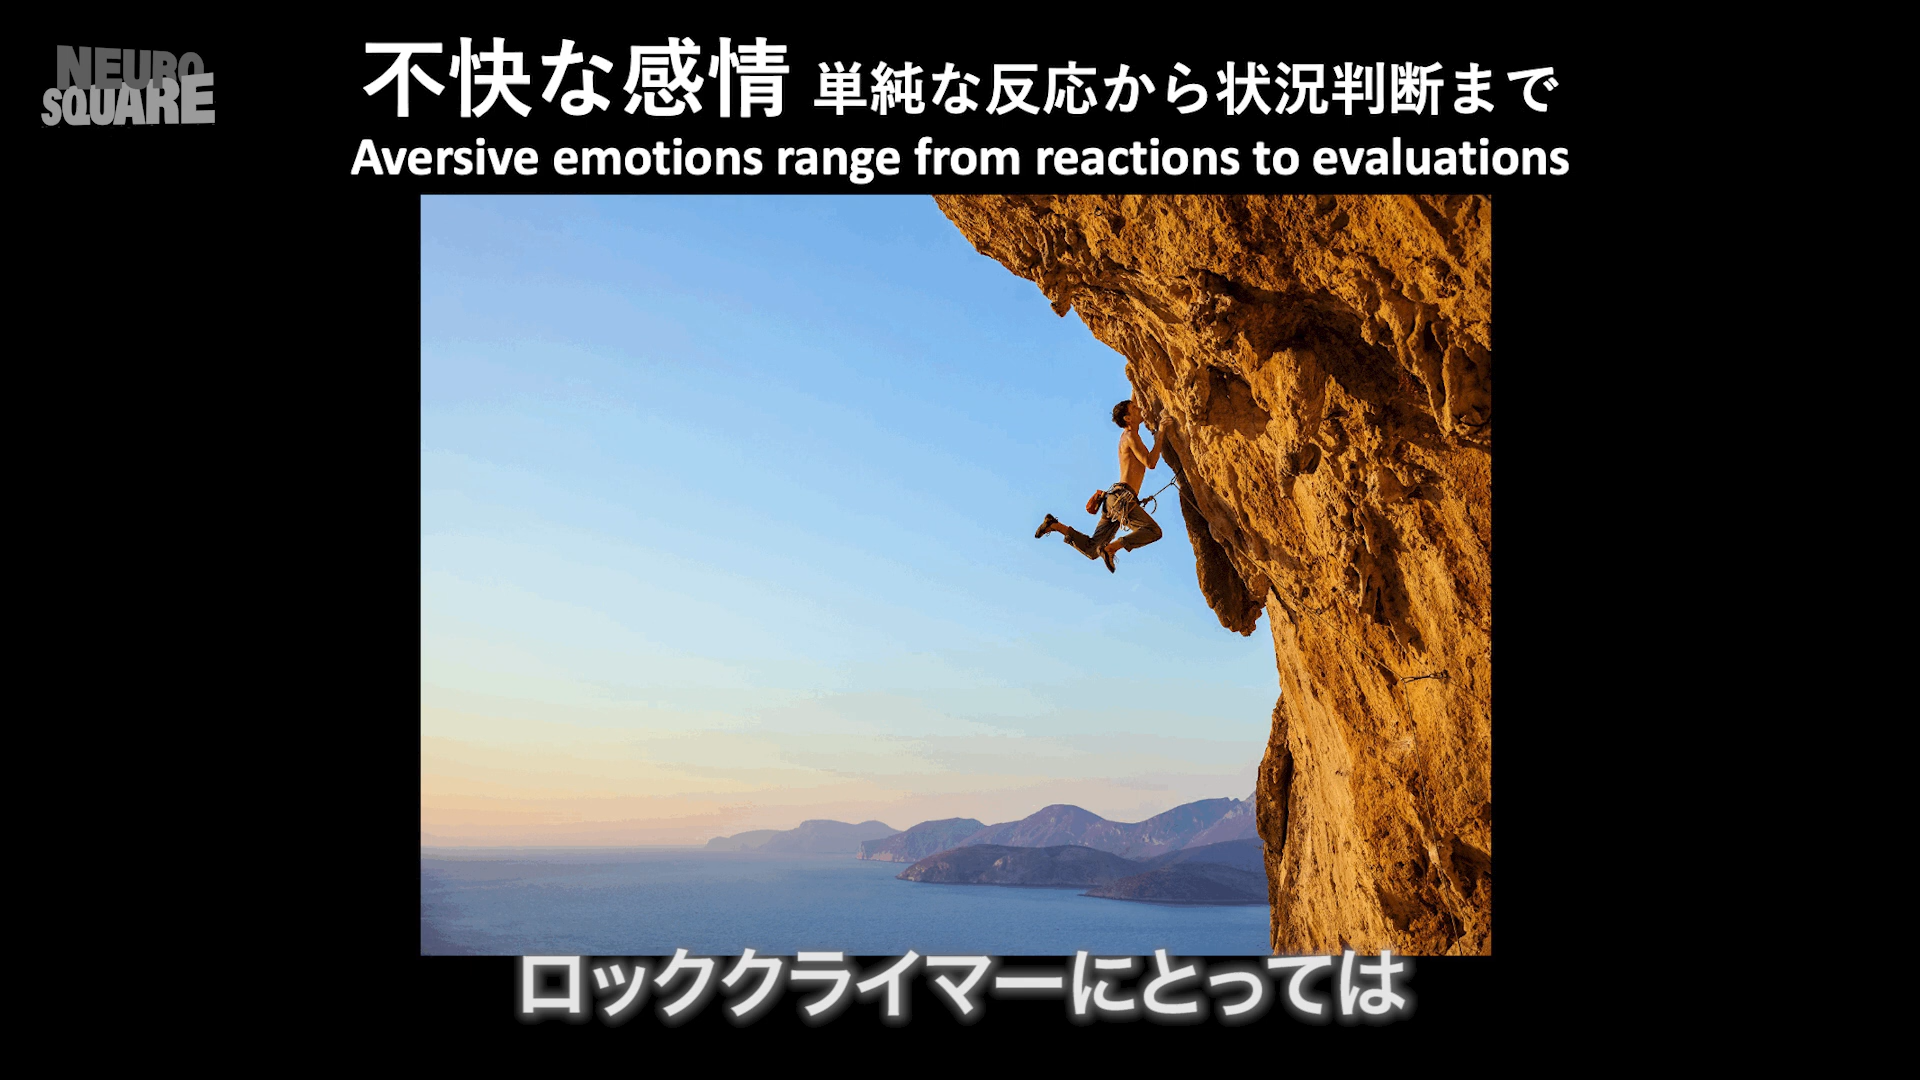 NEURO
SQUARE
不快な感情 単純な反応から状況判断まで
Aversive emotions range from reactions to evaluations
ロッククライマーにとっては